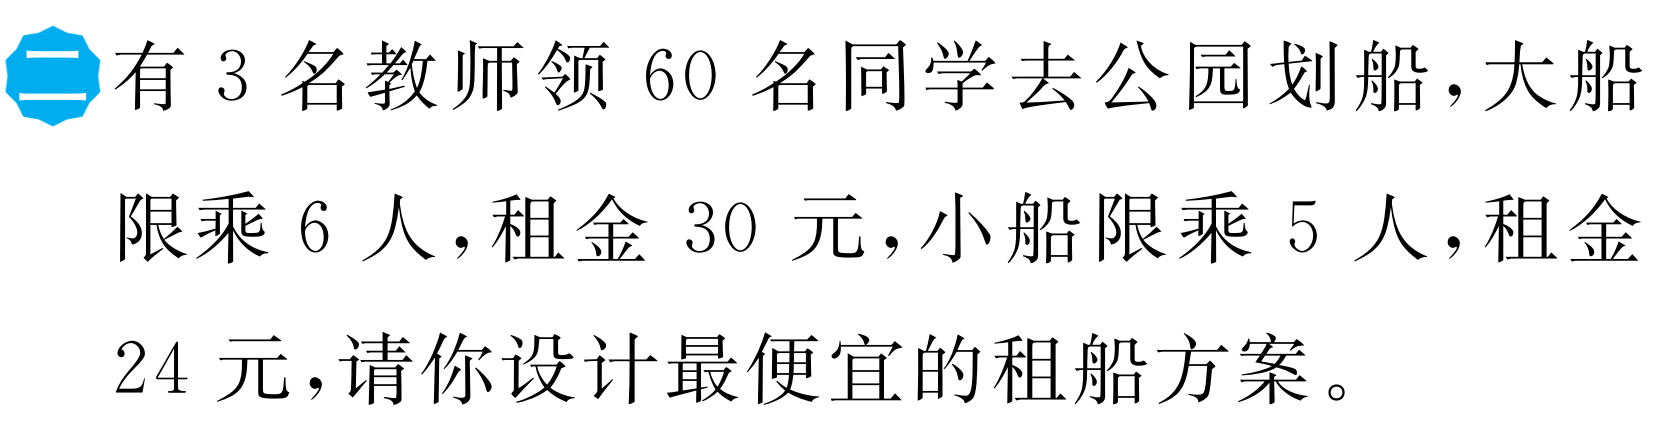 二有 3 名教师领 60 名同学去公园划船，大船
限乘 6 人，租金 30 元，小船限乘 5 人，租金
24 元，请你设计最便宜的租船方案。